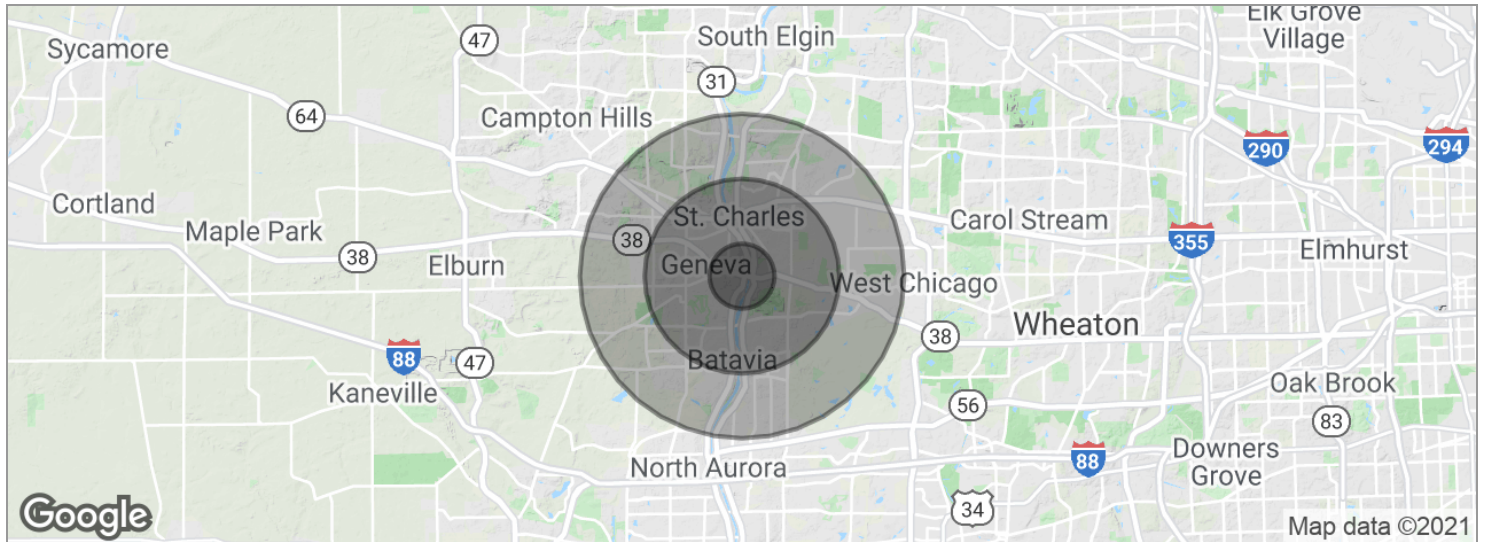 Elk Grove
Village
South Elgin
Sycamore
47
31
64
Campton Hills
290
294
Cortland
St. Charles
Carol Stream
Maple Park
38
355
Elmhurst
38
Elburn
Geneva
West Chicago
Wheaton
38
88
47
Batavia
Kaneville
Oak Brook
56
83
Downers
Grove
North Aurora
88
34
Google
Map data ©2021